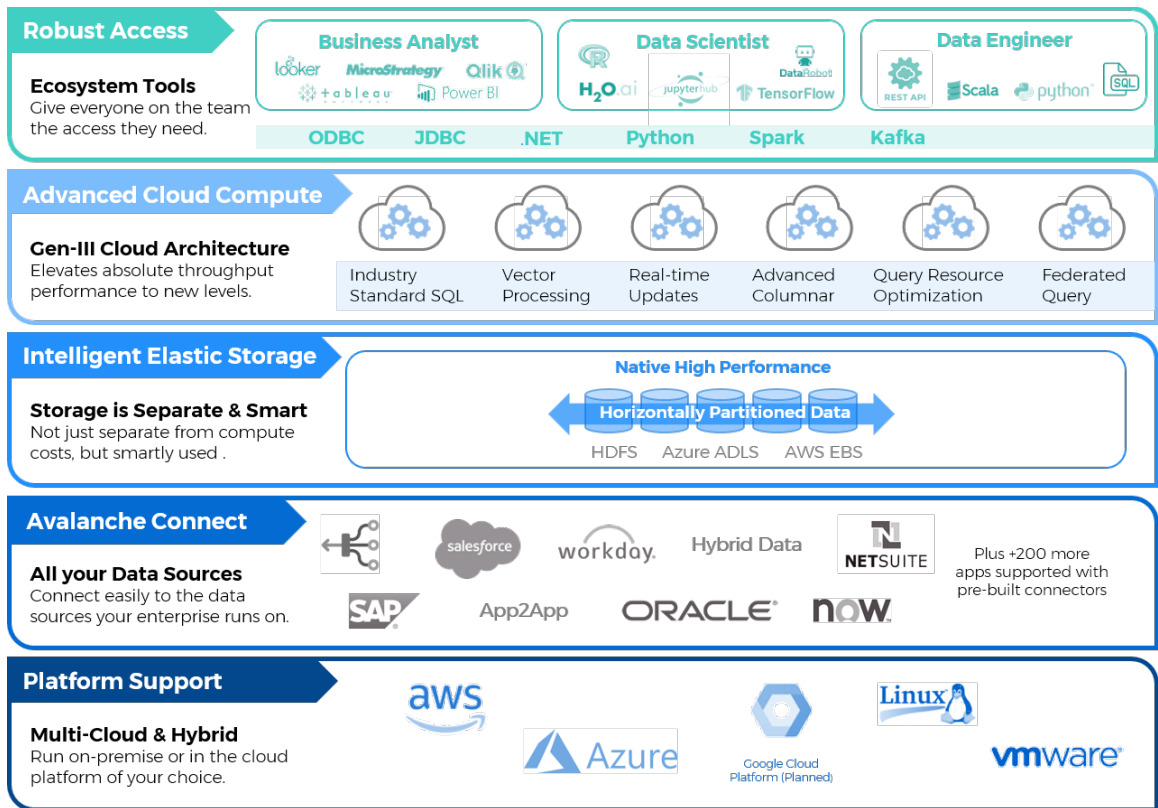 Robust Access
Ecosystem Tools
Give everyone on the team
the access they need.
Business Analyst
looker
MicroStrategy
Qlik
+ableau
Power BI
Data Scientist
R
DataRobot
H2O.ai
jupyterhub
TensorFlow
Data Engineer
REST API
Scala
python
SQL
ODBC
JDBC
.NET
Python
Spark
Kafka
Advanced Cloud Compute
Gen-III Cloud Architecture
Elevates absolute throughput
performance to new levels.
Industry
Standard SQL
Vector
Processing
Real-time
Updates
Advanced
Columnar
Query Resource
Optimization
Federated
Query
Intelligent Elastic Storage
Storage is Separate & Smart
Not just separate from compute
costs, but smartly used .
Native High Performance
Horizontally Partitioned Data
HDFS
Azure ADLS
AWS EBS
Avalanche Connect
All your Data Sources
Connect easily to the data
sources your enterprise runs on.
salesforce
workday.
Hybrid Data
N
NETSUITE
SAP
App2App
ORACLE
now
Plus +200 more
apps supported with
pre-built connectors
Platform Support
Multi-Cloud & Hybrid
Run on-premise or in the cloud
platform of your choice.
aws
Azure
Google Cloud
Platform (Planned)
Linux
vmware